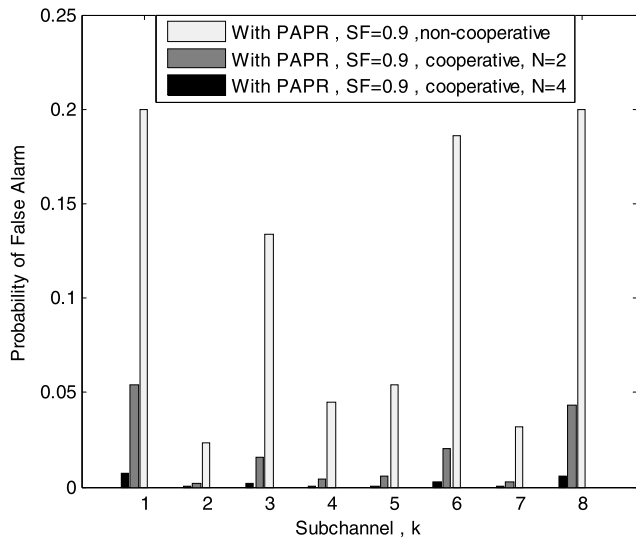 0.25
With PAPR , SF=0.9 ,non-cooperative
With PAPR , SF=0.9 , cooperative, N=2
With PAPR , SF=0.9 , cooperative, N=4
0.2
0.15
0.1
0.05
0
Probability of False Alarm
1 2 3 4 5 6 7 8
Subchannel , k